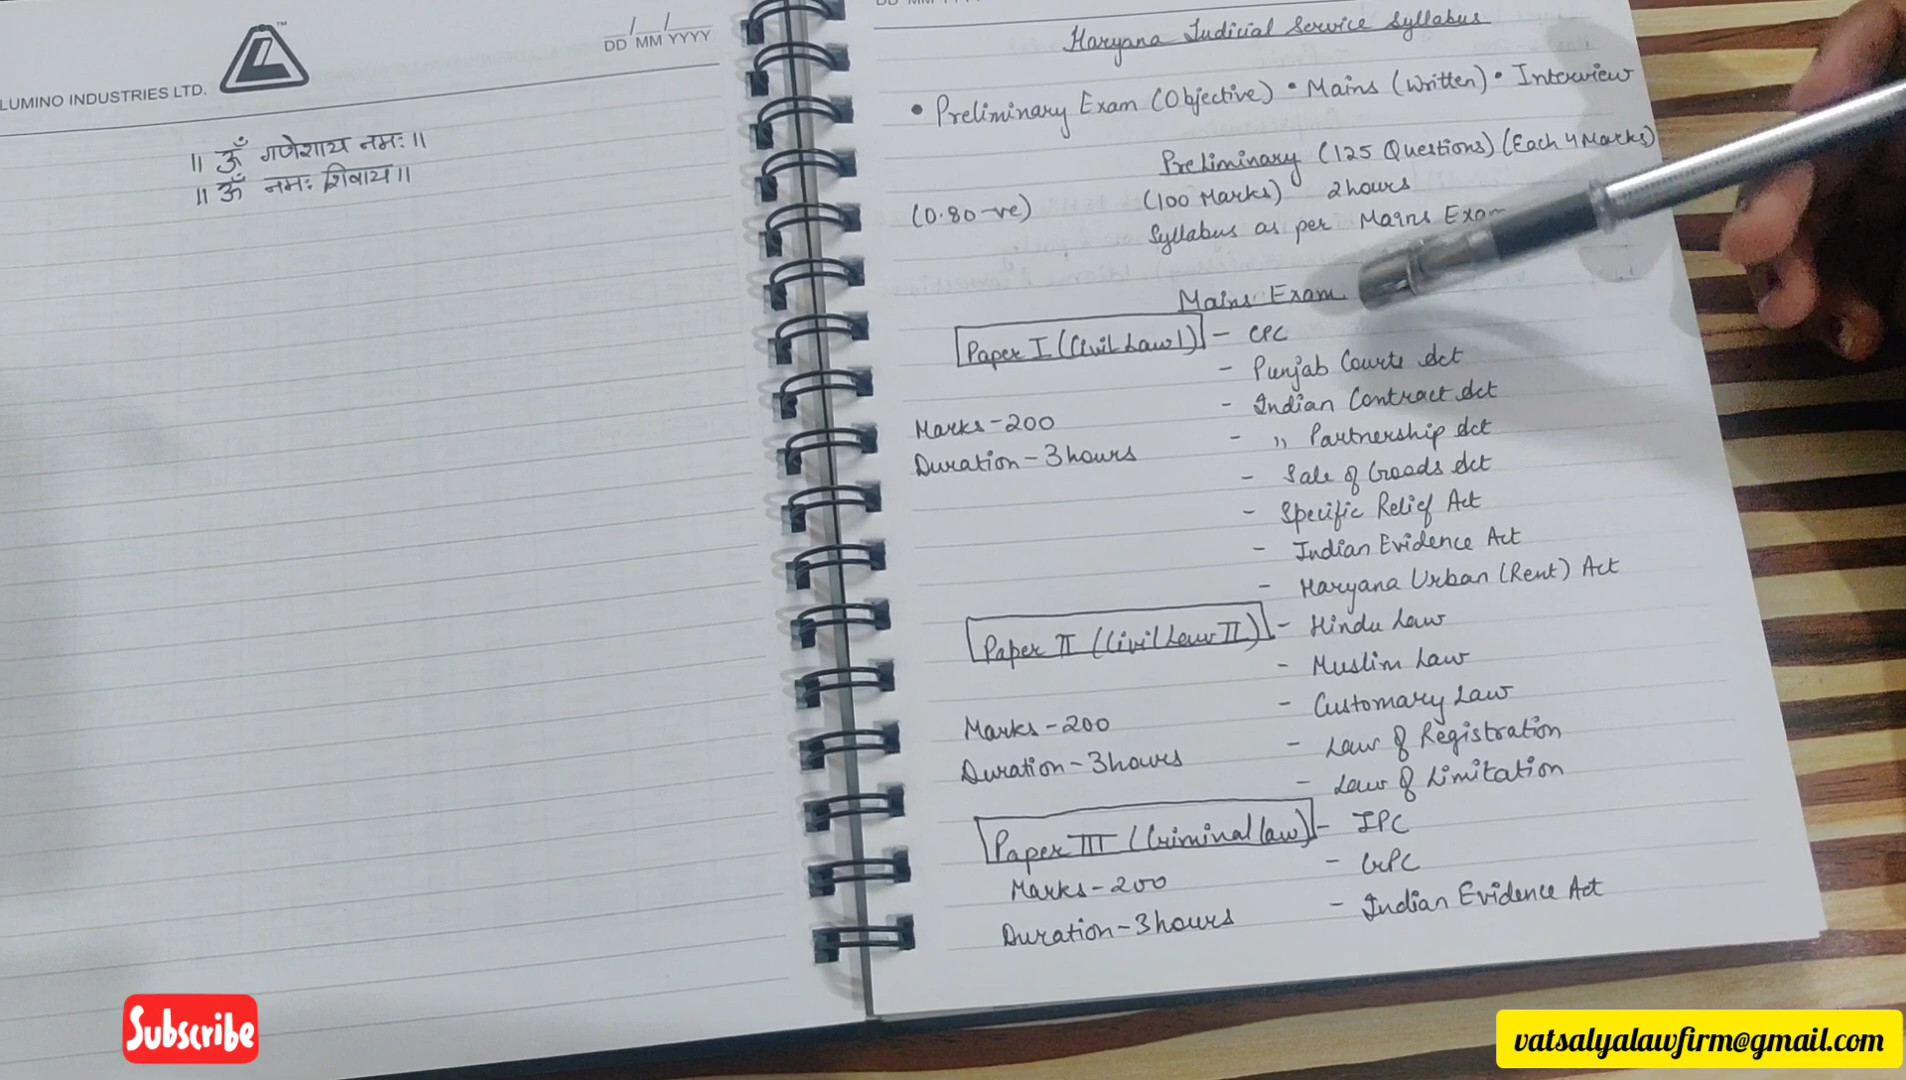 LUMINO INDUSTRIES LTD.
TM
DD MM YYYY
|| ॐ गणेशाय नमः ||
|| ॐ नमः शिवाय ||
Haryana Judicial Service Syllabus
• Preliminary Exam (Objective) • Mains (Written) • Interview
Preliminary (125 Questions) (Each 4 Marks)
(0.80-ve) (100 Marks) 2 hours
Syllabus as per Mains Exam
Mains Exam
Paper I (Civil Law I) - CPC
- Punjab Courts Act
- Indian Contract Act
Marks - 200
- ,, Partnership Act
Duration - 3 hours
- Sale of Goods Act
- Specific Relief Act
- Indian Evidence Act
- Haryana Urban (Rent) Act
Paper II (Civil Law II) - Hindu Law
- Muslim Law
- Customary Law
Marks - 200
- Law of Registration
Duration - 3 hours
- Law of Limitation
Paper III (Criminal Law) - IPC
- CrPC
Marks - 200
- Indian Evidence Act
Duration - 3 hours
Subscribe
vatsalyalawfirm@gmail.com